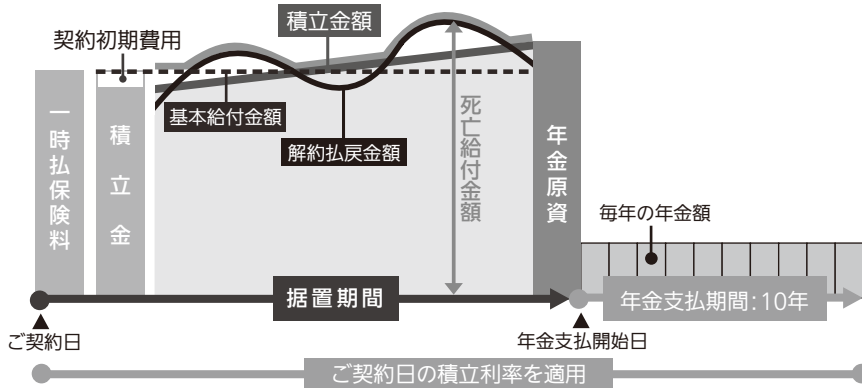 積立金額
契約初期費用
基本給付金額
解約払戻金額
一時払保険料
積立金
死亡給付金額
年金原資
毎年の年金額
据置期間
年金支払期間：10年
ご契約日
年金支払開始日
ご契約日の積立利率を適用